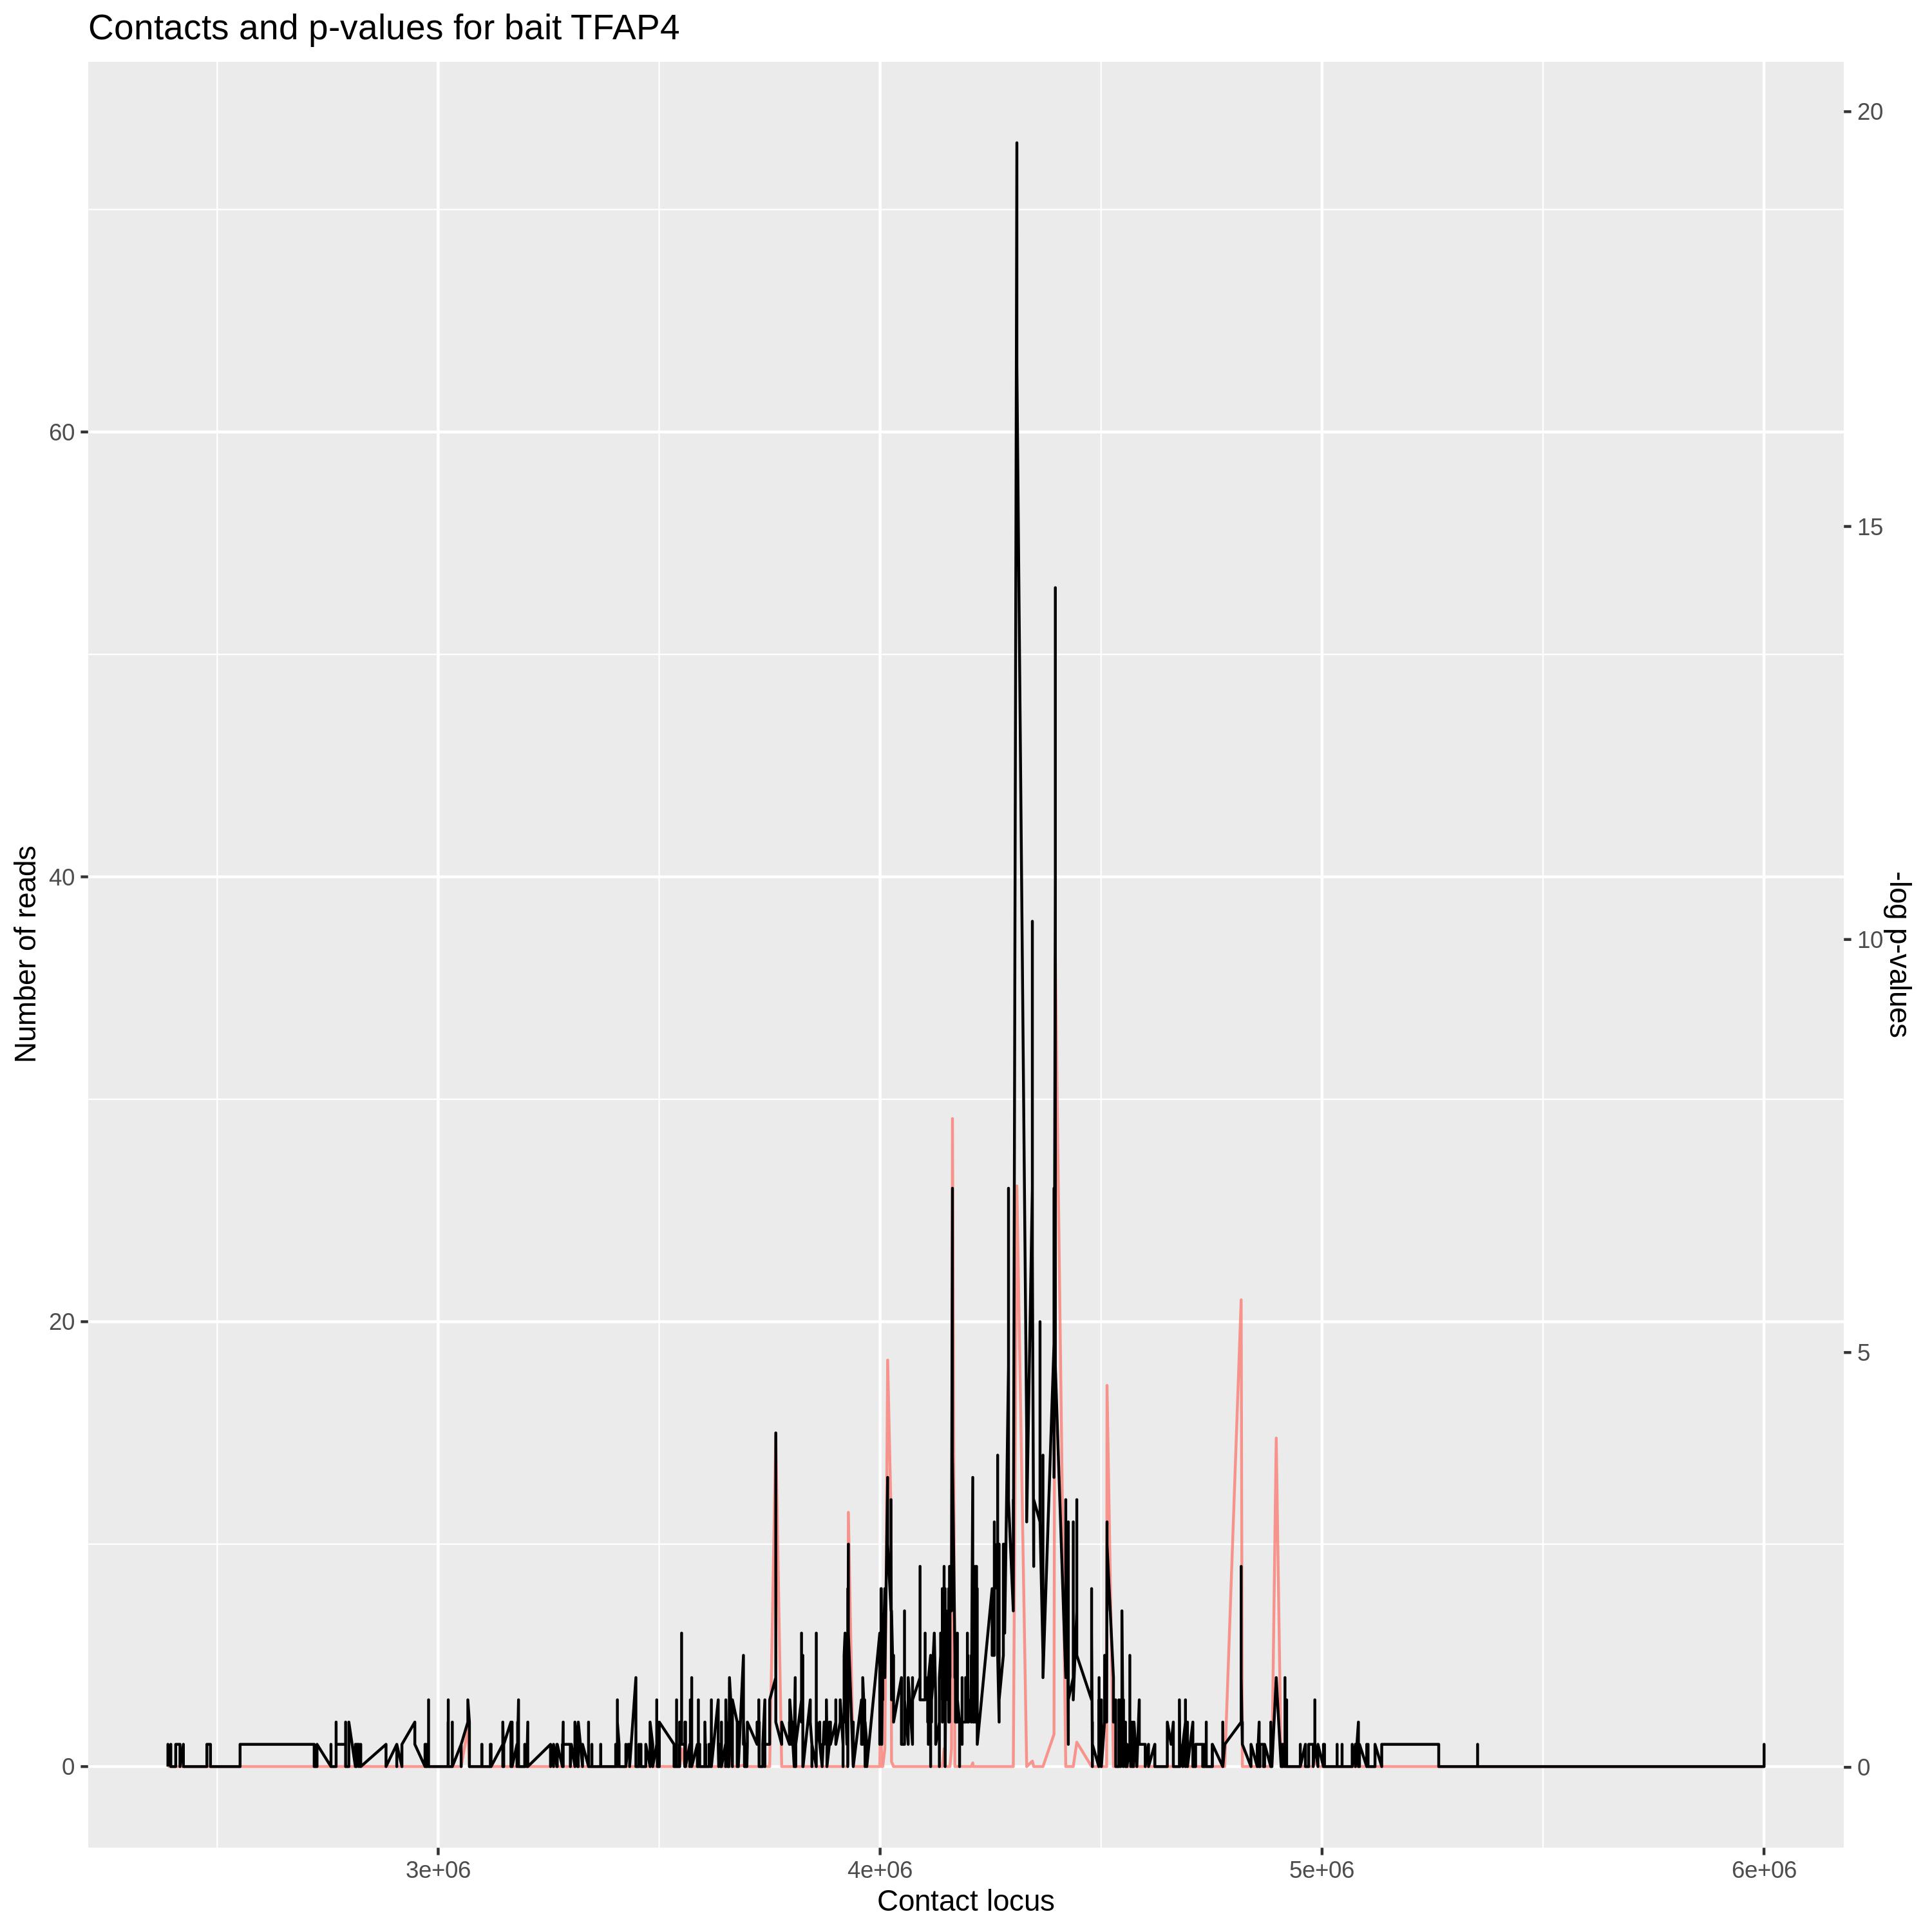 Contacts and p-values for bait TFAP4
20
60
15
40
10
20
5
0
0
Number of reads
-log p-values
3e+06
4e+06
5e+06
6e+06
Contact locus